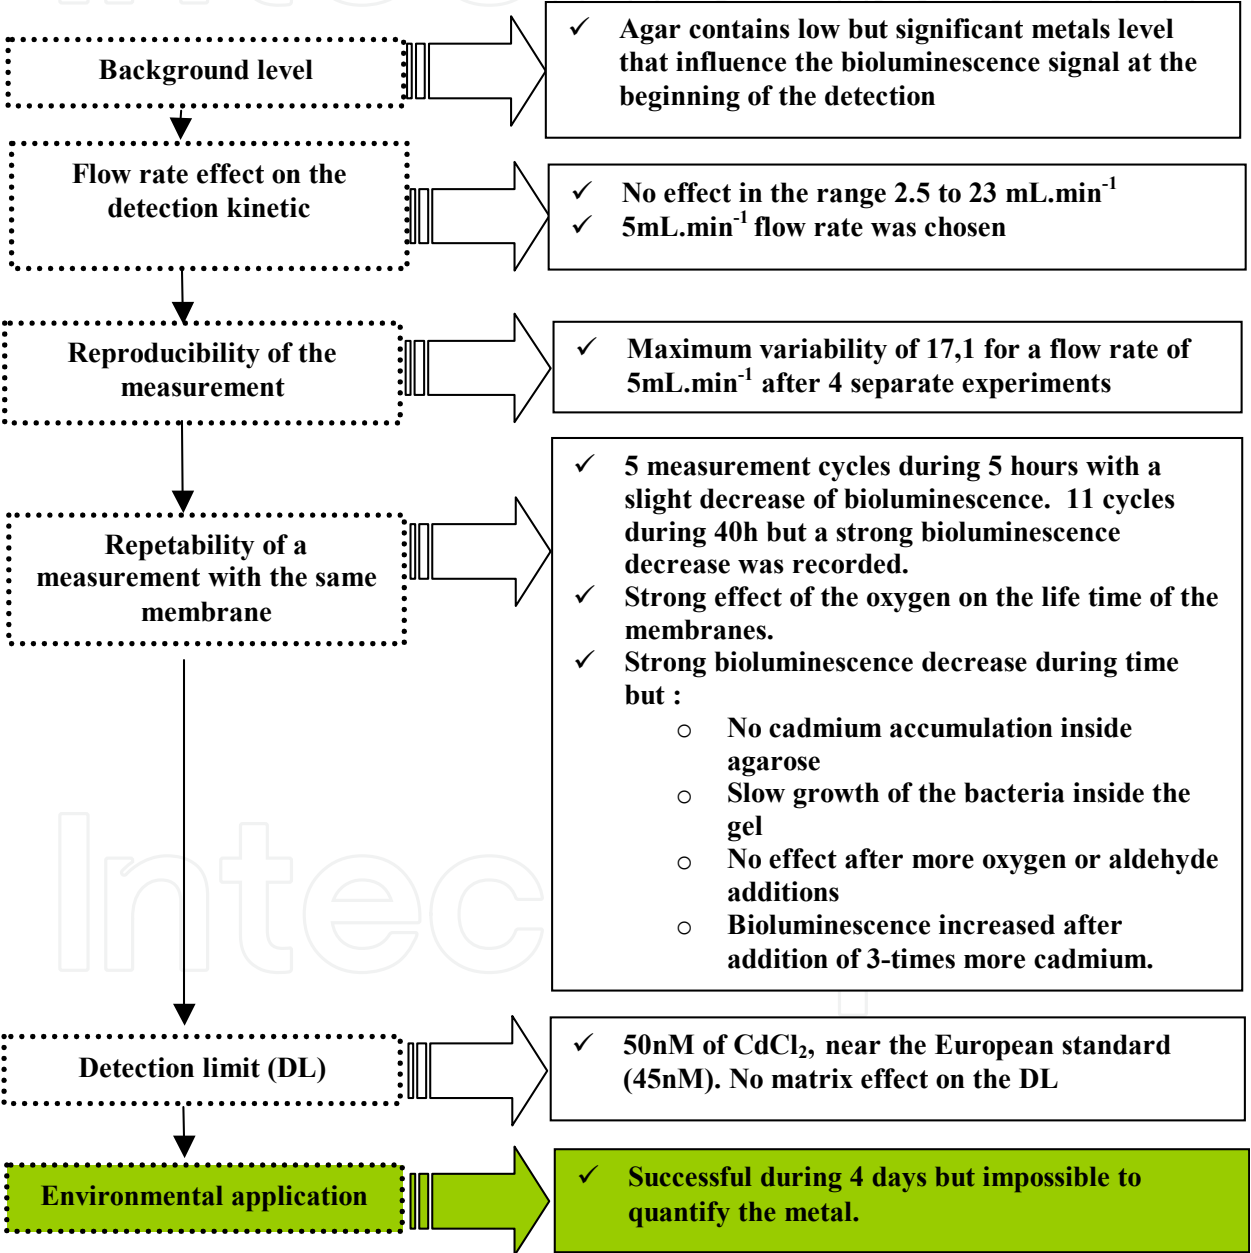 Background level
✓ Agar contains low but significant metals level
that influence the bioluminescence signal at the
beginning of the detection
Flow rate effect on the
detection kinetic
✓ No effect in the range 2.5 to 23 mL.min⁻¹
✓ 5mL.min⁻¹ flow rate was chosen
Reproducibility of the
measurement
✓ Maximum variability of 17,1 for a flow rate of
5mL.min⁻¹ after 4 separate experiments
Repetability of a
measurement with the same
membrane
✓ 5 measurement cycles during 5 hours with a
slight decrease of bioluminescence. 11 cycles
during 40h but a strong bioluminescence
decrease was recorded.
✓ Strong effect of the oxygen on the life time of the
membranes.
✓ Strong bioluminescence decrease during time
but :
o No cadmium accumulation inside
agarose
o Slow growth of the bacteria inside the
gel
o No effect after more oxygen or aldehyde
additions
o Bioluminescence increased after
addition of 3-times more cadmium.
Detection limit (DL)
✓ 50nM of CdCl₂, near the European standard
(45nM). No matrix effect on the DL
Environmental application
✓ Successful during 4 days but impossible to
quantify the metal.
Intec